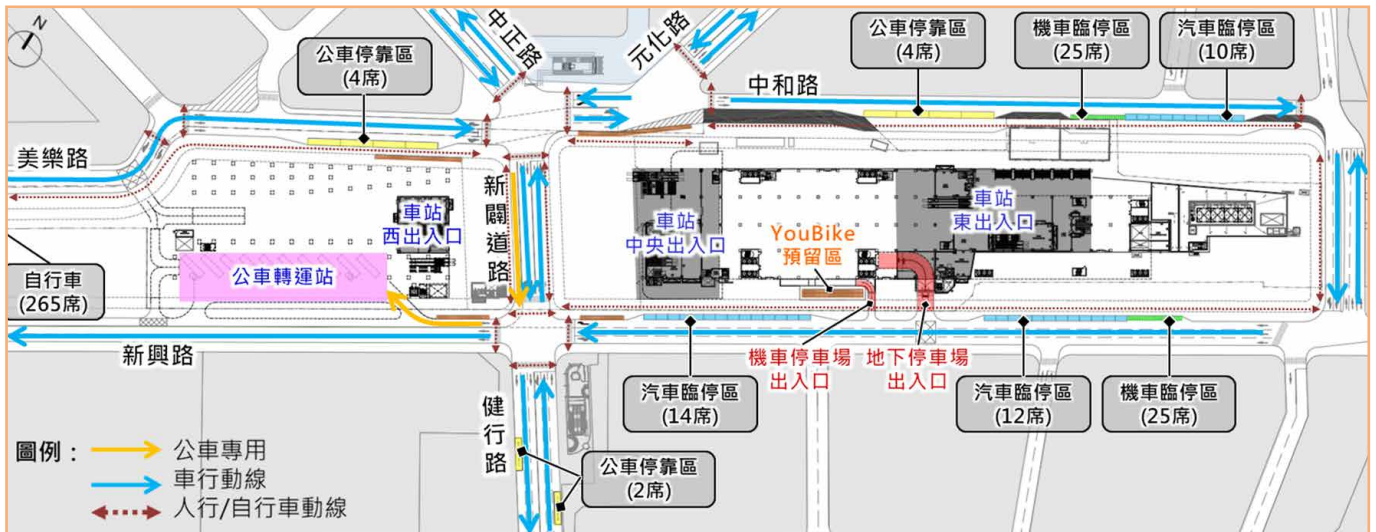 N
中正路
元化路
公車停靠區
(4席)
公車停靠區
(4席)
機車臨停區
(25席)
汽車臨停區
(10席)
中和路
美樂路
新闢道路
車站
西出入口
車站
中央出入口
YouBike
預留區
車站
東出入口
自行車
(265席)
公車轉運站
新興路
機車停車場
出入口
地下停車場
出入口
汽車臨停區
(14席)
汽車臨停區
(12席)
機車臨停區
(25席)
健行路
公車停靠區
(2席)
圖例：
公車專用
車行動線
人行/自行車動線